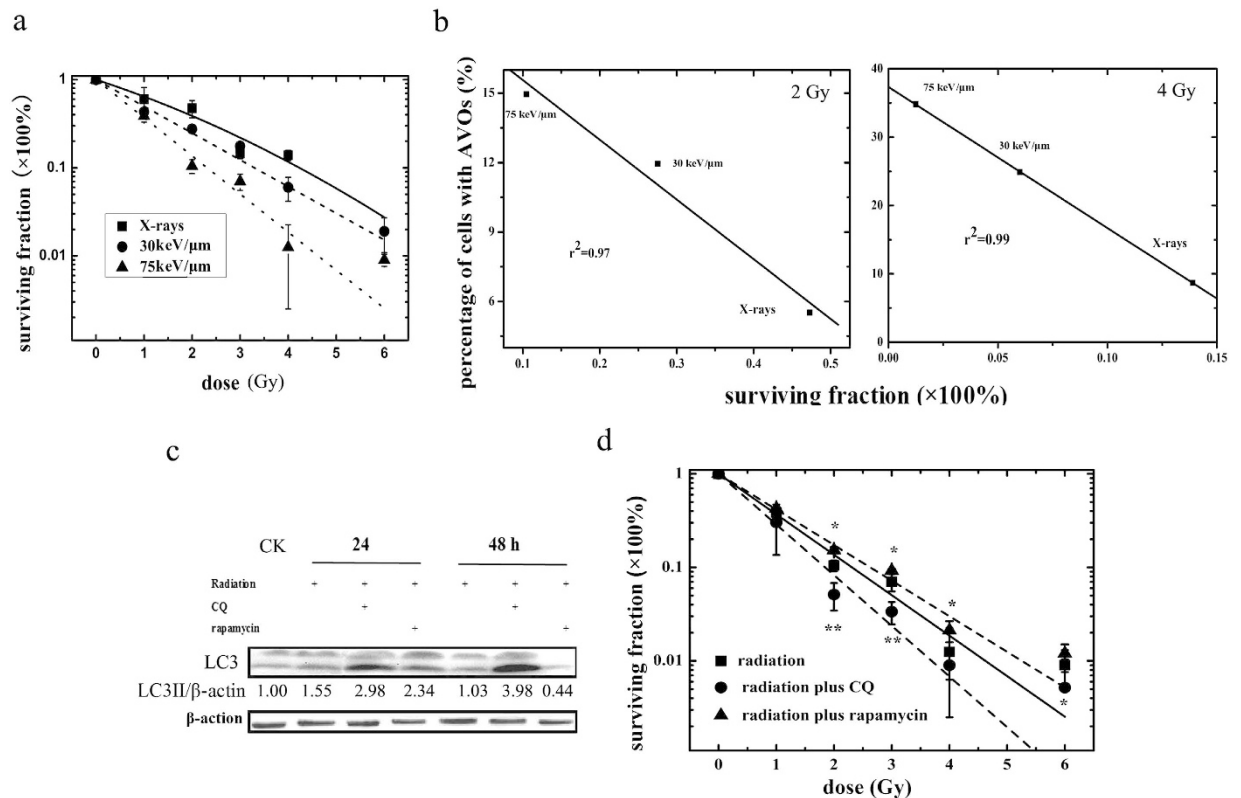 a
surviving fraction (×100%)
1
0.1
0.01
X-rays
30keV/μm
75keV/μm
0 1 2 3 4 5 6
dose (Gy)
b
percentage of cells with AVOs (%)
15
12
9
6
2 Gy
75 keV/μm
30 keV/μm
r²=0.97
X-rays
0.1 0.2 0.3 0.4 0.5
40
30
20
10
0
4 Gy
75 keV/μm
30 keV/μm
r²=0.99
X-rays
0.00 0.05 0.10 0.15
surviving fraction (×100%)
c
CK 24 48 h
Radiation + + + + + +
CQ + +
rapamycin + +
LC3
LC3II/β-actin 1.00 1.55 2.98 2.34 1.03 3.98 0.44
β-action
d
surviving fraction (×100%)
1
0.1
0.01
* * *
** **
*
radiation
radiation plus CQ
radiation plus rapamycin
0 1 2 3 4 5 6
dose (Gy)